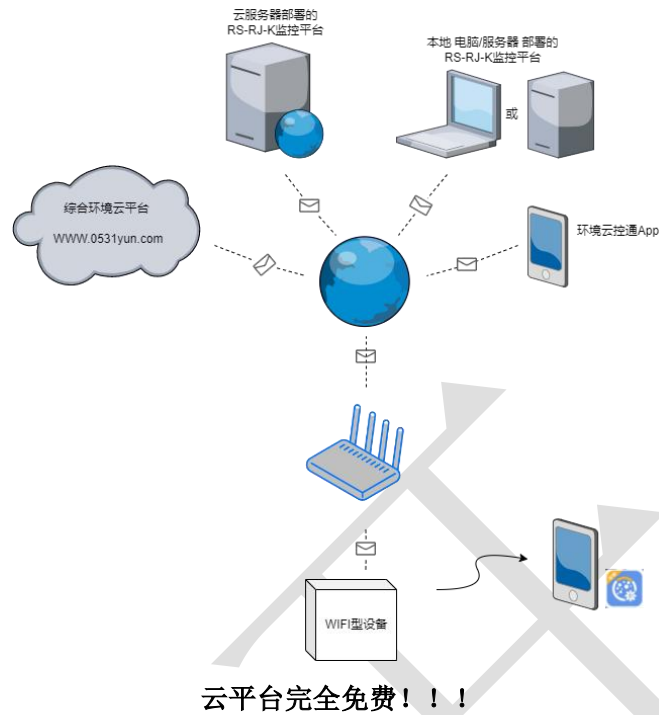 云服务器部署的
RS-RJ-K监控平台
本地 电脑/服务器 部署的
RS-RJ-K监控平台
或
综合环境云平台
WWW.0531yun.com
环境云控通App
WIFI型设备
云平台完全免费！！！